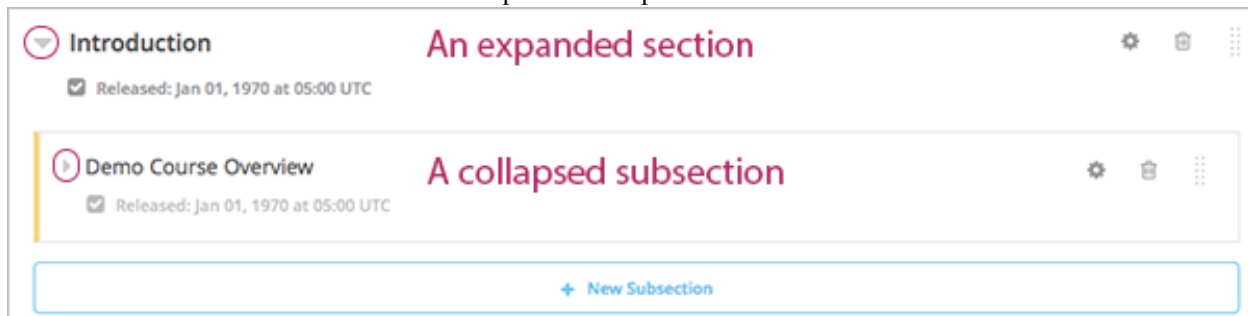 Introduction An expanded section
Released: Jan 01, 1970 at 05:00 UTC
Demo Course Overview A collapsed subsection
Released: Jan 01, 1970 at 05:00 UTC
+ New Subsection